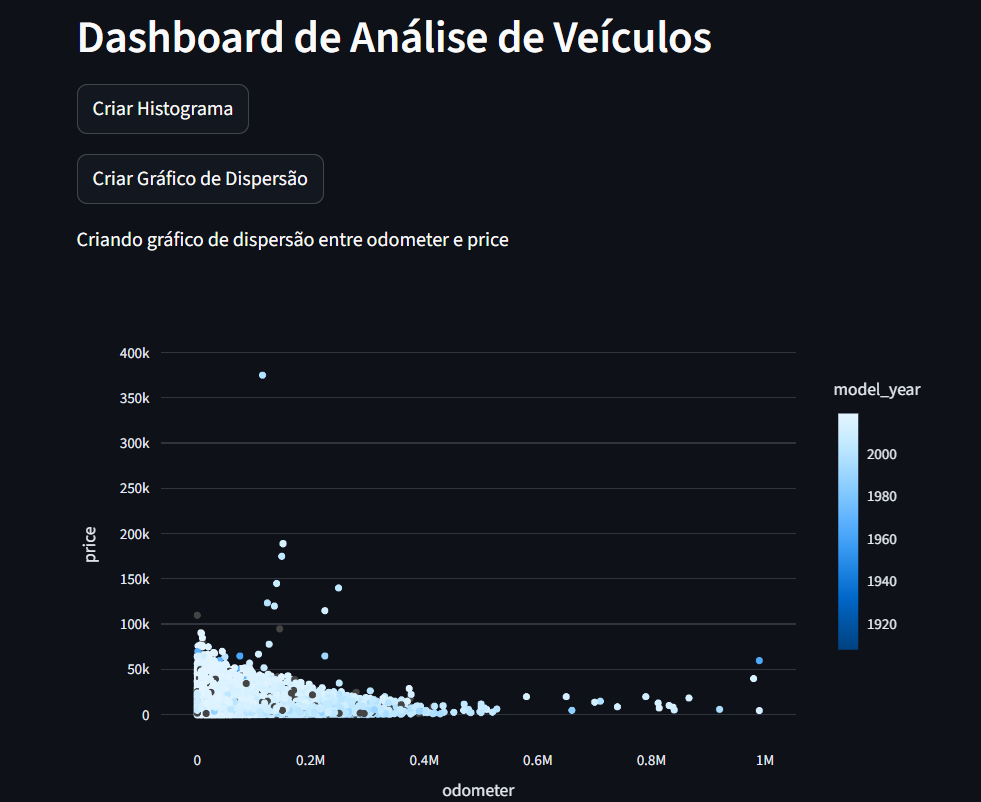 Dashboard de Análise de Veículos
Criar Histograma
Criar Gráfico de Dispersão
Criando gráfico de dispersão entre odometer e price
400k
350k
300k
250k
200k
150k
100k
50k
0
price
0
0.2M
0.4M
0.6M
0.8M
1M
odometer
model_year
2000
1980
1960
1940
1920